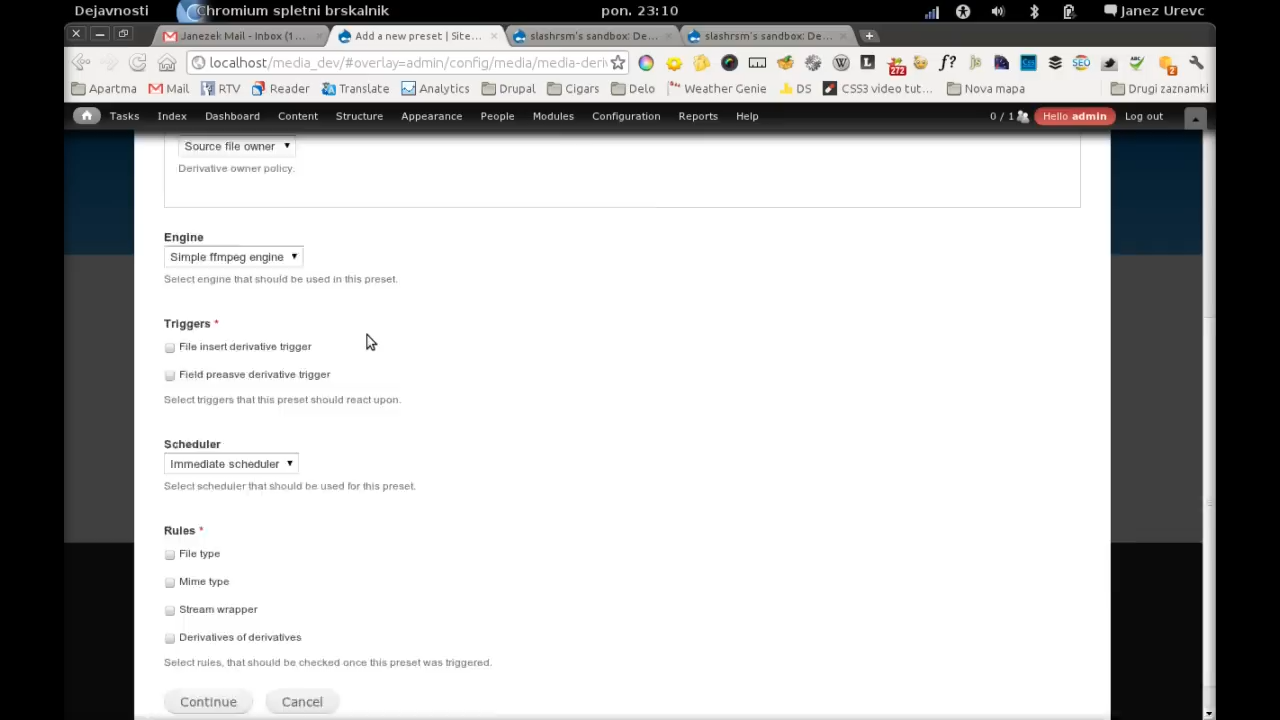 Dejavnosti Chromium spletni brskalnik pon. 23:10 Janez Urevc
Janezek Mail - Inbox (1 ... Add a new preset | Site... slashrsm's sandbox: De... slashrsm's sandbox: De...
localhost/media_dev/#overlay=admin/config/media/media-deri
Apartma Mail RTV Reader Translate Analytics Drupal Cigars Delo Weather Genie DS CSS3 video tut... Nova mapa Drugi zaznamki
Tasks Index Dashboard Content Structure Appearance People Modules Configuration Reports Help 0 / 1 Hello admin Log out
Source file owner
Derivative owner policy.
Engine
Simple ffmpeg engine
Select engine that should be used in this preset.
Triggers *
File insert derivative trigger
Field preasve derivative trigger
Select triggers that this preset should react upon.
Scheduler
Immediate scheduler
Select scheduler that should be used for this preset.
Rules *
File type
Mime type
Stream wrapper
Derivatives of derivatives
Select rules, that should be checked once this preset was triggered.
Continue Cancel